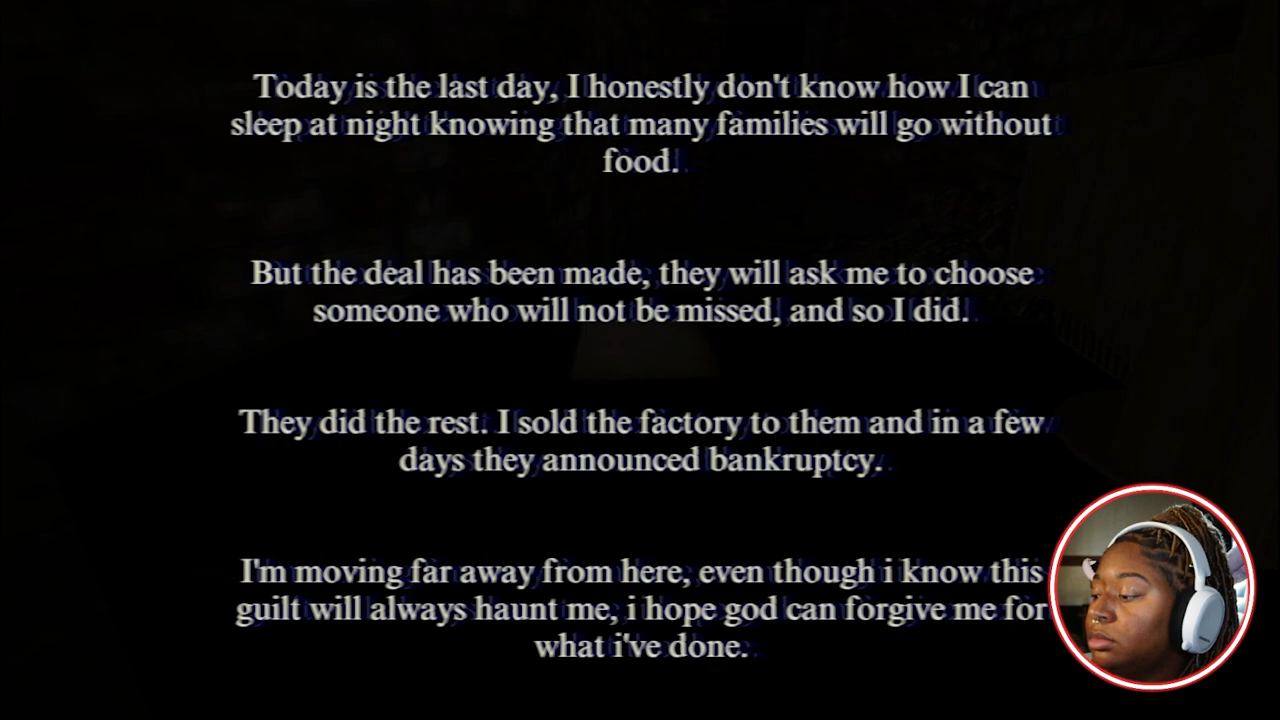 Today is the last day, I honestly don't know how I can
sleep at night knowing that many families will go without
food.
But the deal has been made, they will ask me to choose
someone who will not be missed, and so I did.
They did the rest. I sold the factory to them and in a few
days they announced bankruptcy.
I'm moving far away from here, even though i know this
guilt will always haunt me, i hope god can forgive me for
what i've done.